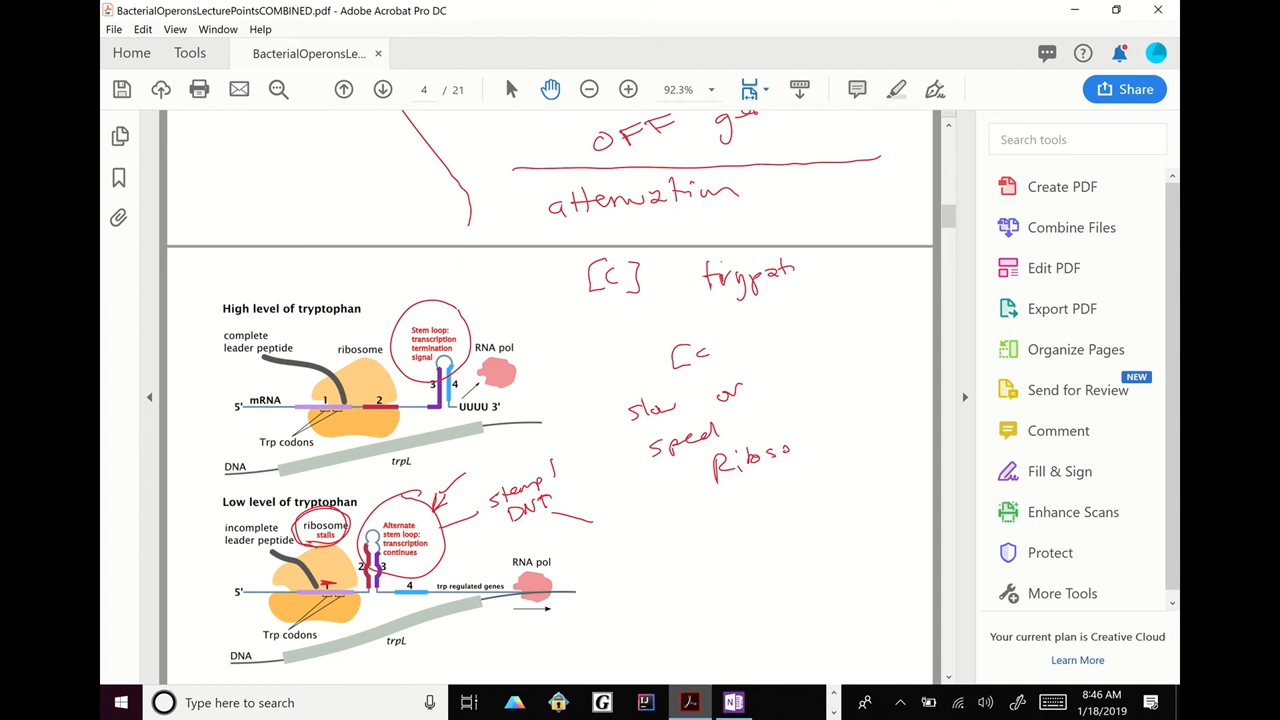 BacterialOperonsLecturePointsCOMBINED.pdf - Adobe Acrobat Pro DC
File Edit View Window Help
Home Tools BacterialOperonsLe... ×
4 / 21 92.3% Share
OFF
attenuation
[C]
High level of tryptophan
complete
leader peptide
ribosome
Stem loop:
transcription
termination
signal
RNA pol
3 4
5' mRNA 1 2 UUUU 3'
Trp codons
DNA trpL
[C
slow or
speed
Riboso
Low level of tryptophan
incomplete
leader peptide
ribosome
stalls
Alternate
stem loop:
transcription
continues
DNT
RNA pol
2 3
5' 1 4 trp regulated genes
Trp codons
trpL
DNA
Search tools
Create PDF
Combine Files
Edit PDF
Export PDF
Organize Pages
Send for Review NEW
Comment
Fill & Sign
Enhance Scans
Protect
More Tools
Your current plan is Creative Cloud
Learn More
Type here to search
8:46 AM
1/18/2019